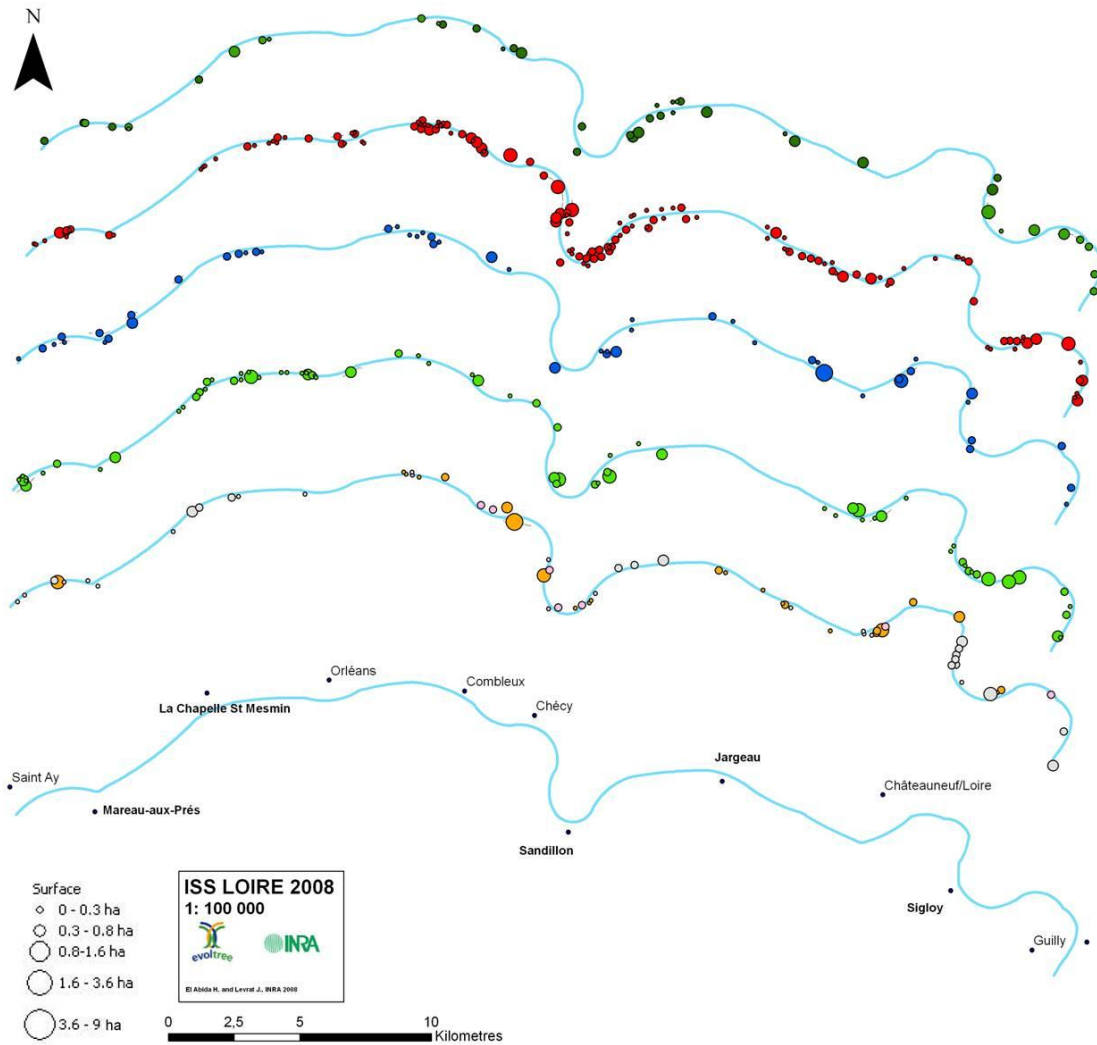 N
Orléans
Combleux
La Chapelle St Mesmin
Chécy
Jargeau
Saint Ay
Châteauneuf/Loire
Mareau-aux-Prés
Sandillon
Sigloy
Guilly
Surface
0 - 0.3 ha
0.3 - 0.8 ha
0.8-1.6 ha
1.6 - 3.6 ha
3.6 - 9 ha
ISS LOIRE 2008
1: 100 000
evoltree
INRA
El Abida H. and Levrat J., INRA 2008
0 2,5 5 10
Kilometres